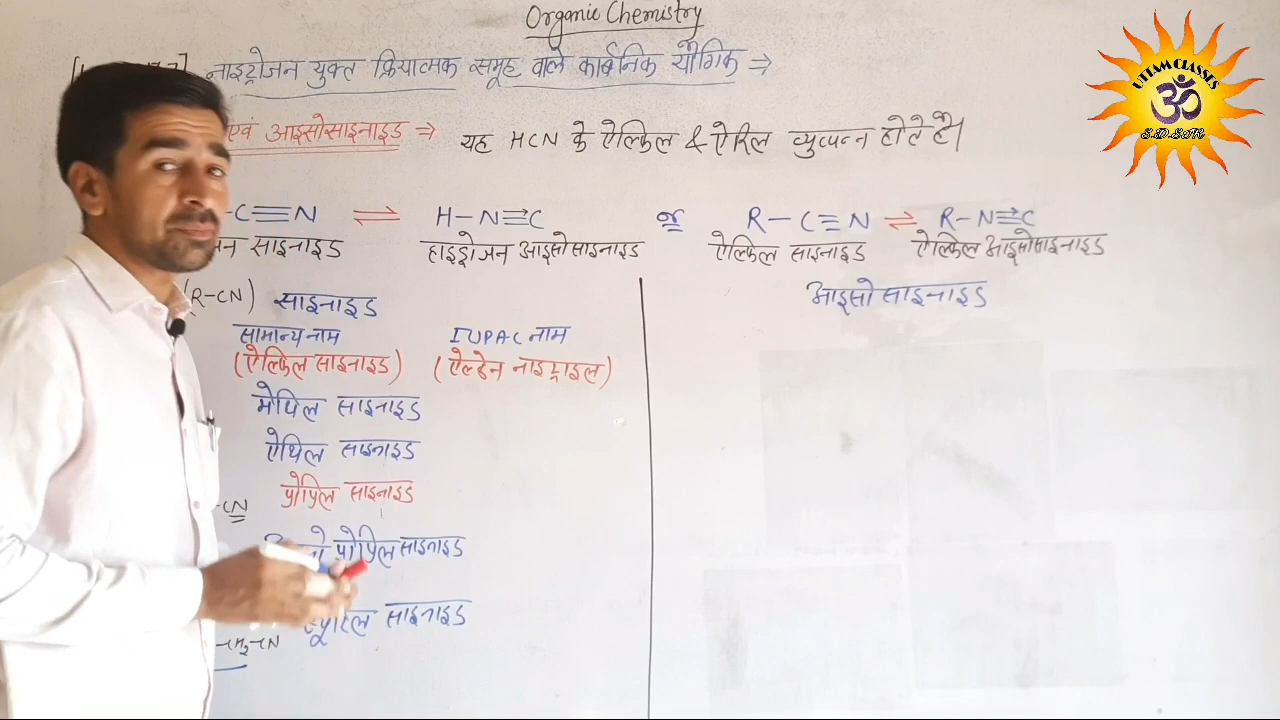 Organic Chemistry
नाइट्रोजन युक्त क्रियात्मक समूह वाले कार्बनिक यौगिक ⇒
एवं आइसोसाइनाइड ⇒ यह HCN के ऐल्किल & ऐरिल व्युत्पन्न होते है।
-C≡N ⇌ H-N≡C or R-C≡N ⇌ R-N≡C
साइनाइड हाइड्रोजन आइसोसाइनाइड ऐल्किल साइनाइड ऐल्किल आइसोसाइनाइड
(R-CN) साइनाइड आइसो साइनाइड
सामान्य नाम IUPAC नाम
(ऐल्किल साइनाइड) (ऐल्केन नाइट्राइल)
मेथिल साइनाइड
ऐथिल साइनाइड
प्रोपिल साइनाइड
-CN
प्रोपिल साइनाइड
साइनाइड
-CH2-CN
UTTAM CLASSES
ॐ